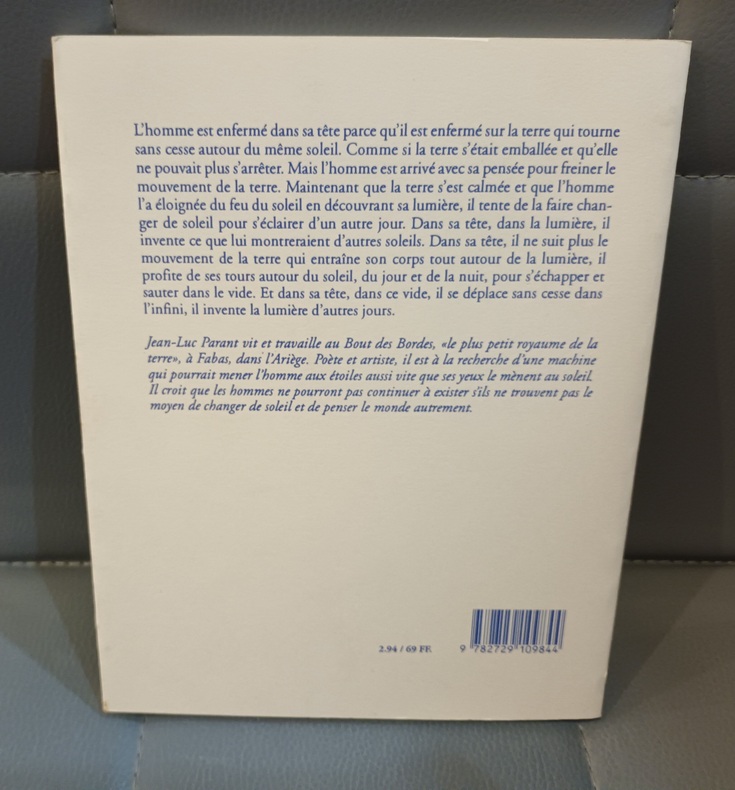 L'homme est enfermé dans sa tête parce qu'il est enfermé sur la terre qui tourne
sans cesse autour du même soleil. Comme si la terre s'était emballée et qu'elle
ne pouvait plus s'arrêter. Mais l'homme est arrivé avec sa pensée pour freiner le
mouvement de la terre. Maintenant que la terre s'est calmée et que l'homme
l'a éloignée du feu du soleil en découvrant sa lumière, il tente de la faire chan-
ger de soleil pour s'éclairer d'un autre jour. Dans sa tête, dans la lumière, il
invente ce que lui montreraient d'autres soleils. Dans sa tête, il ne suit plus le
mouvement de la terre qui entraîne son corps tout autour de la lumière, il
profite de ses tours autour du soleil, du jour et de la nuit, pour s'échapper et
sauter dans le vide. Et dans sa tête, dans ce vide, il se déplace sans cesse dans
l'infini, il invente la lumière d'autres jours.
Jean-Luc Parant vit et travaille au Bout des Bordes, «le plus petit royaume de la
terre», à Fabas, dans l'Ariège. Poète et artiste, il est à la recherche d'une machine
qui pourrait mener l'homme aux étoiles aussi vite que ses yeux le mènent au soleil.
Il croit que les hommes ne pourront pas continuer à exister s'ils ne trouvent pas le
moyen de changer de soleil et de penser le monde autrement.
2.94 / 69 FF.
9 782729 109844